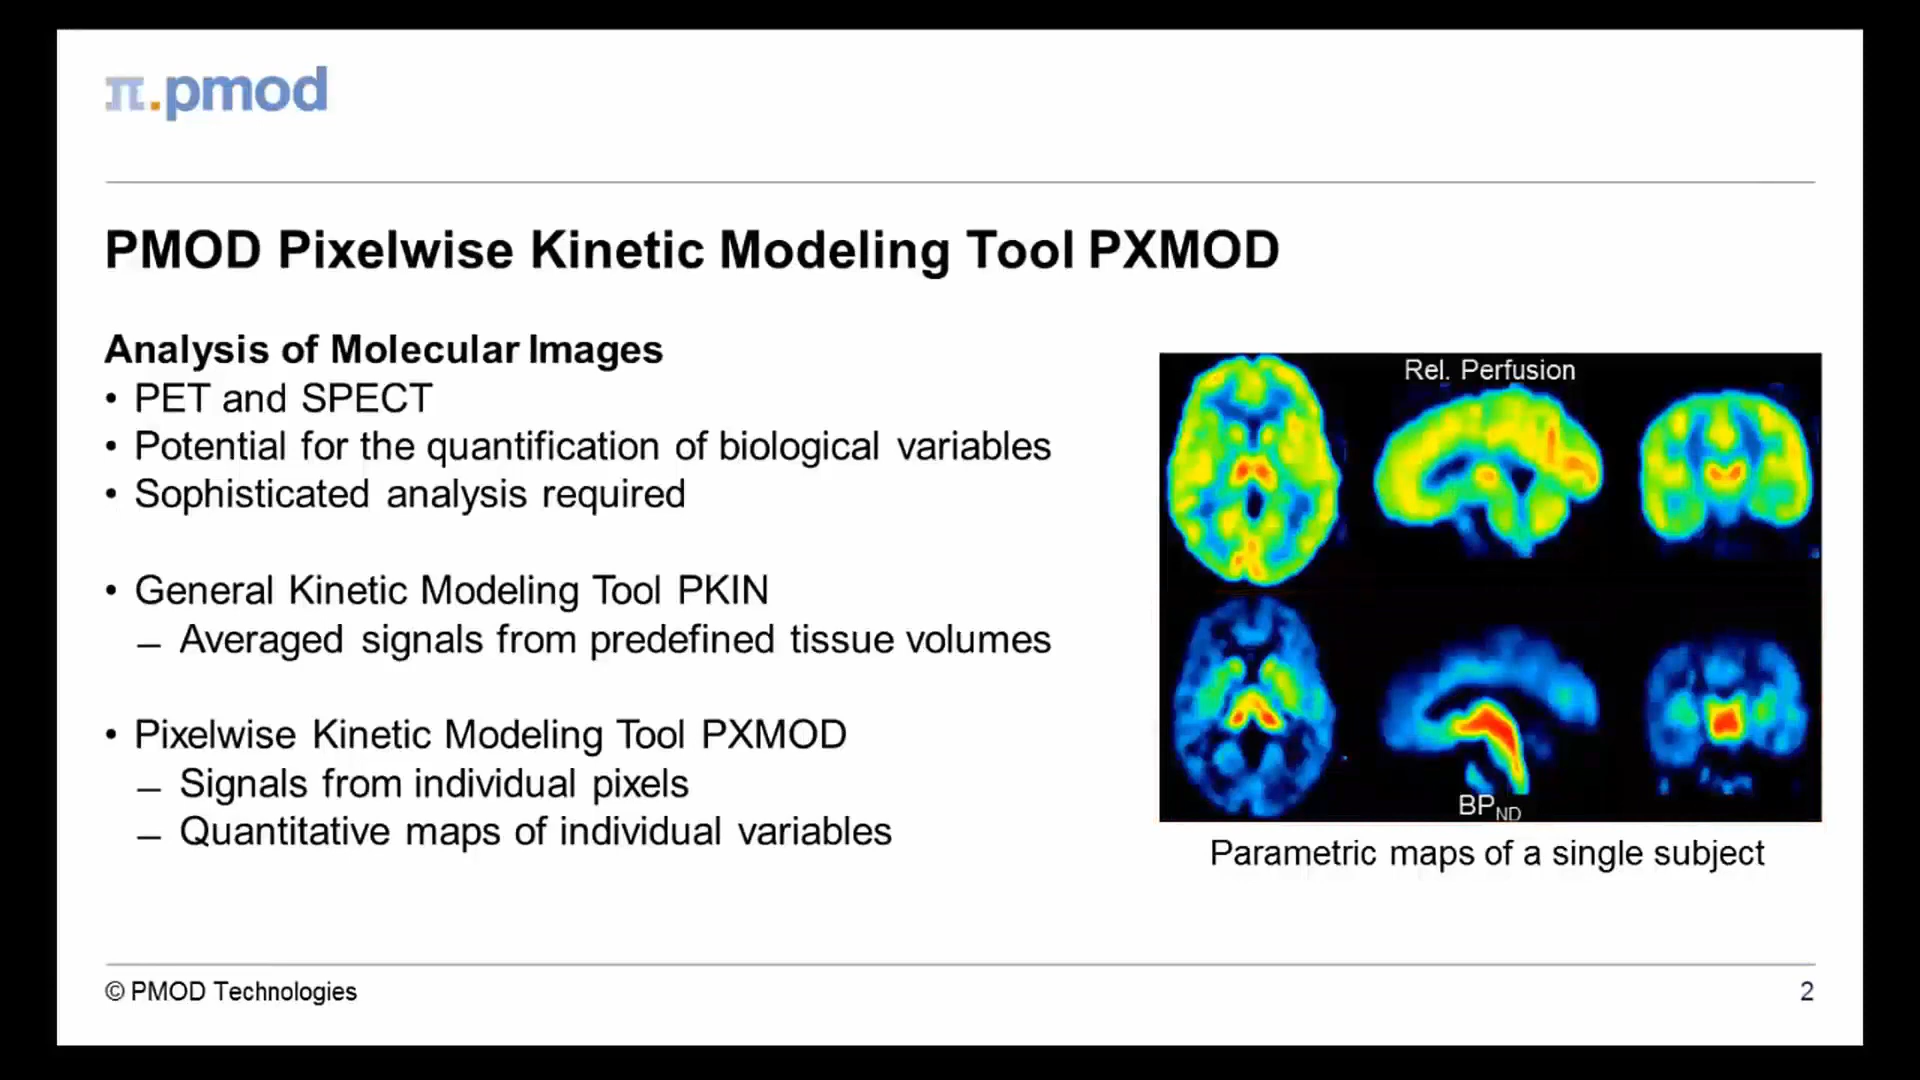 π.pmod
PMOD Pixelwise Kinetic Modeling Tool PXMOD
Analysis of Molecular Images
• PET and SPECT
• Potential for the quantification of biological variables
• Sophisticated analysis required
• General Kinetic Modeling Tool PKIN
– Averaged signals from predefined tissue volumes
• Pixelwise Kinetic Modeling Tool PXMOD
– Signals from individual pixels
– Quantitative maps of individual variables
Rel. Perfusion
BPND
Parametric maps of a single subject
© PMOD Technologies
2